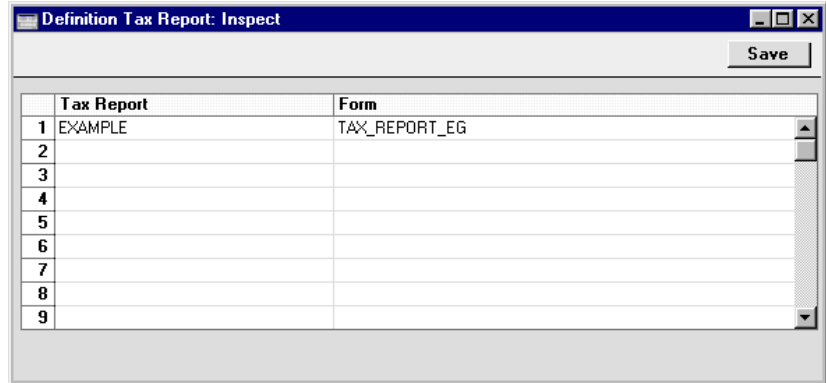 Definition Tax Report: Inspect
Save
Tax Report Form
1 EXAMPLE TAX_REPORT_EG
2
3
4
5
6
7
8
9